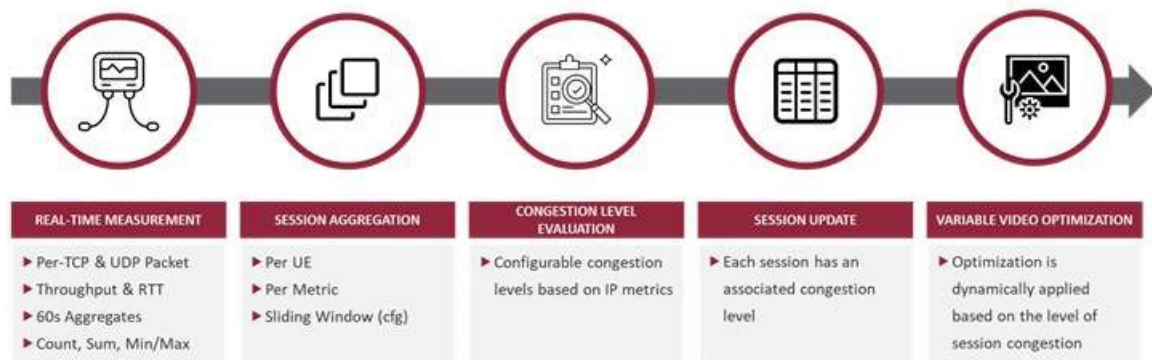 REAL-TIME MEASUREMENT
Per-TCP & UDP Packet
Throughput & RTT
60s Aggregates
Count, Sum, Min/Max
SESSION AGGREGATION
Per UE
Per Metric
Sliding Window (cfg)
CONGESTION LEVEL
EVALUATION
Configurable congestion
levels based on IP metrics
SESSION UPDATE
Each session has an
associated congestion
level
VARIABLE VIDEO OPTIMIZATION
Optimization is
dynamically applied
based on the level of
session congestion